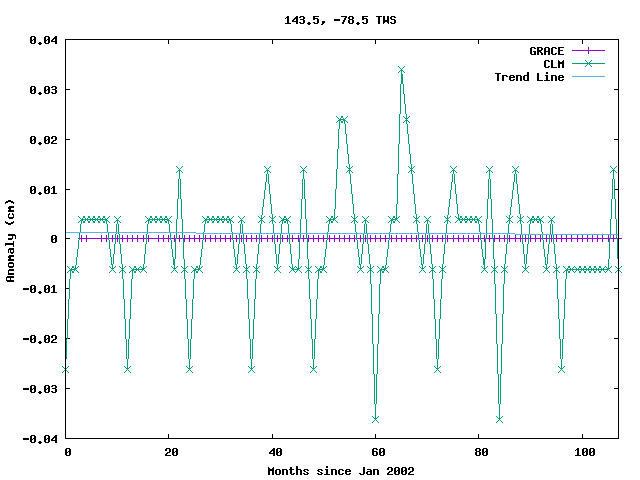 143.5, -78.5 TWS
GRACE
CLM
Trend Line
0.04
0.03
0.02
0.01
0
-0.01
-0.02
-0.03
-0.04
Anomaly (cm)
0 20 40 60 80 100
Months since Jan 2002